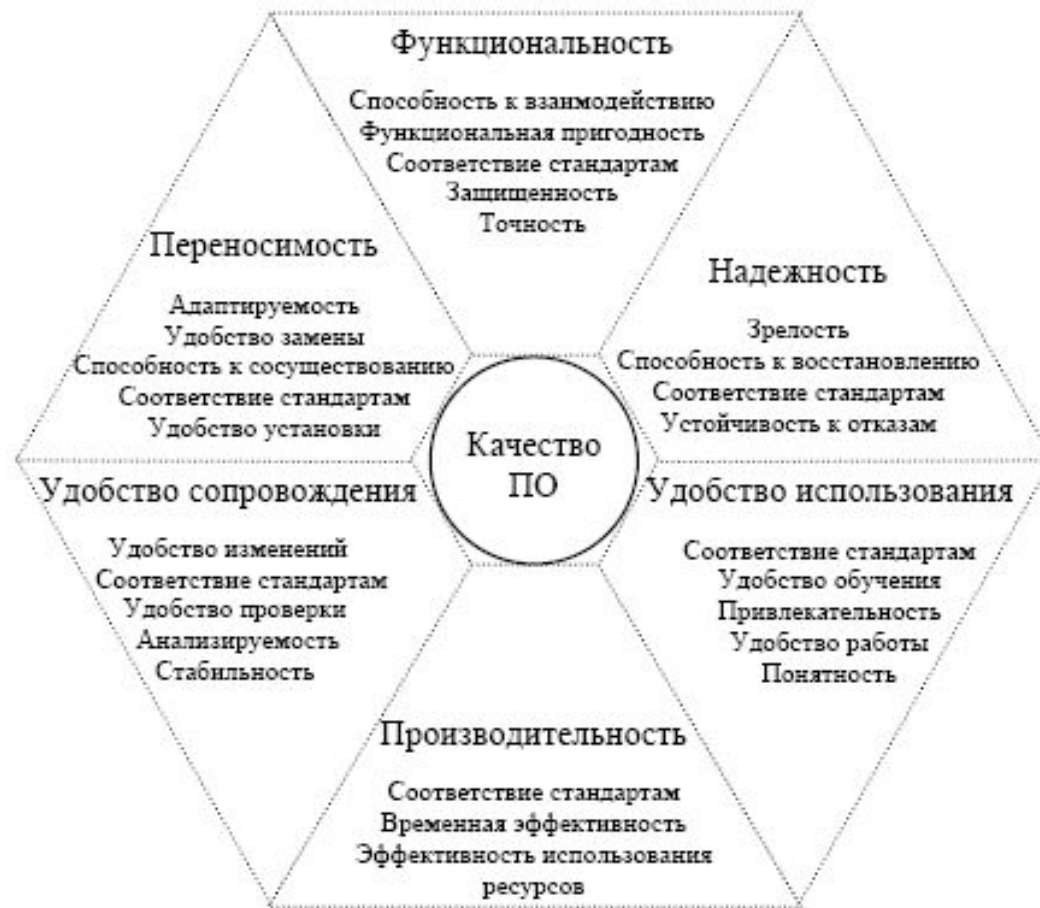 Функциональность
Способность к взаимодействию
Функциональная пригодность
Соответствие стандартам
Защищенность
Точность
Переносимость
Адаптируемость
Удобство замены
Способность к сосуществованию
Соответствие стандартам
Удобство установки
Надежность
Зрелость
Способность к восстановлению
Соответствие стандартам
Устойчивость к отказам
Качество
ПО
Удобство сопровождения
Удобство изменений
Соответствие стандартам
Удобство проверки
Анализируемость
Стабильность
Удобство использования
Соответствие стандартам
Удобство обучения
Привлекательность
Удобство работы
Понятность
Производительность
Соответствие стандартам
Временная эффективность
Эффективность использования
ресурсов